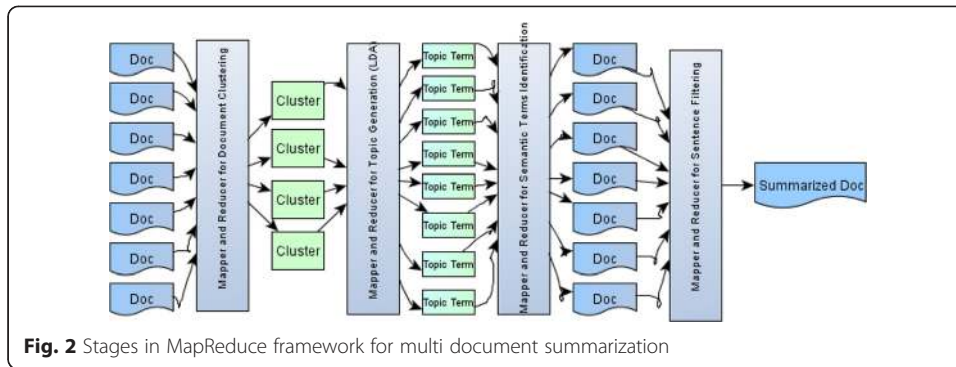 Doc
Doc
Doc
Doc
Doc
Doc
Doc
Mapper and Reducer for Document Clustering
Cluster
Cluster
Cluster
Cluster
Mapper and Reducer for Topic Generation (LDA)
Topic Term
Topic Term
Topic Term
Topic Term
Topic Term
Topic Term
Topic Term
Topic Term
Mapper and Reducer for Semantic Terms Identification
Doc
Doc
Doc
Doc
Doc
Doc
Doc
Mapper and Reducer for Sentence Filtering
Summarized Doc
Fig. 2 Stages in MapReduce framework for multi document summarization